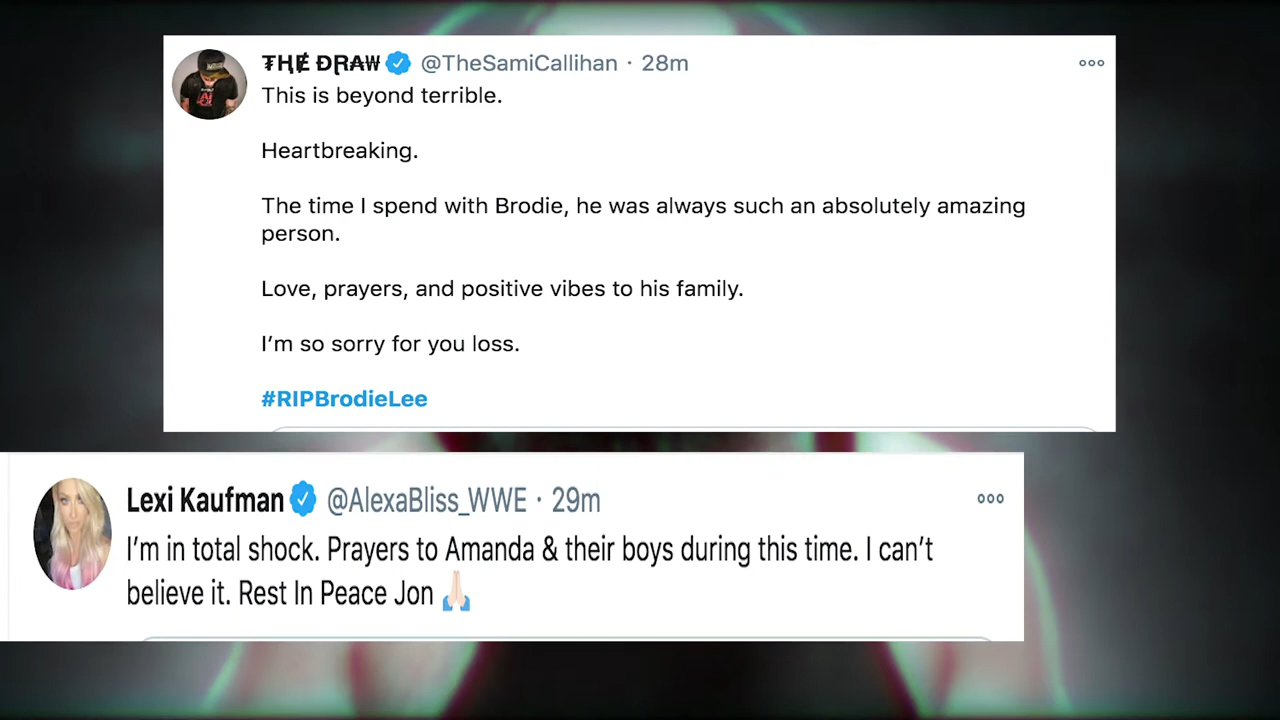 ₮ⱧɆ ĐⱤ₳₩ @TheSamiCallihan · 28m
This is beyond terrible.
Heartbreaking.
The time I spend with Brodie, he was always such an absolutely amazing
person.
Love, prayers, and positive vibes to his family.
I’m so sorry for you loss.
#RIPBrodieLee
Lexi Kaufman @AlexaBliss_WWE · 29m
I’m in total shock. Prayers to Amanda & their boys during this time. I can’t
believe it. Rest In Peace Jon 🙏🏻